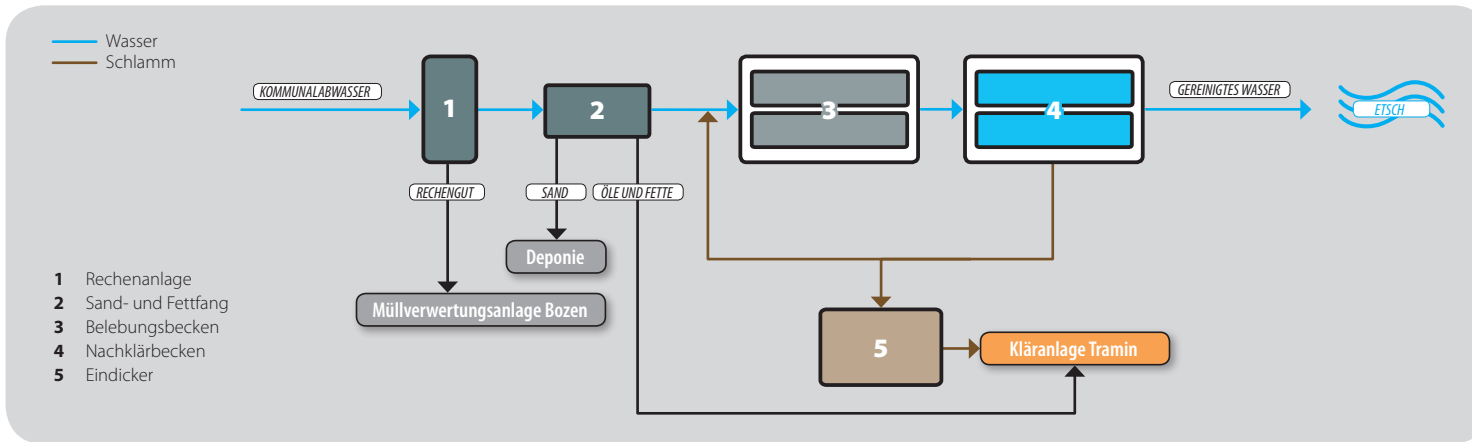 Wasser
Schlamm
KOMMUNALABWASSER
1
2
3
4
GEREINIGTES WASSER
ETSCH
RECHENGUT
SAND
ÖLE UND FETTE
Deponie
Müllverwertungsanlage Bozen
5
Kläranlage Tramin
1 Rechenanlage
2 Sand- und Fettfang
3 Belebungsbecken
4 Nachklärbecken
5 Eindicker